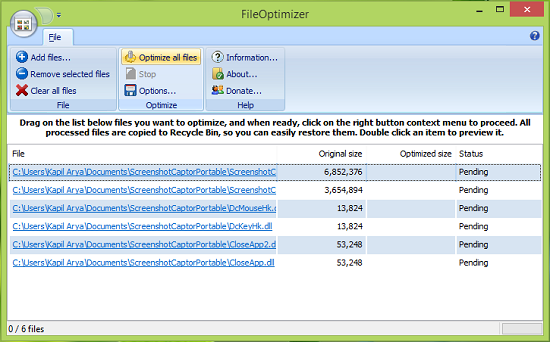 FileOptimizer
File
Add files...
Remove selected files
Clear all files
File
Optimize all files
Stop
Options...
Optimize
Information...
About...
Donate...
Help
Drag on the list below files you want to optimize, and when ready, click on the right button context menu to proceed. All
processed files are copied to Recycle Bin, so you can easily restore them. Double click an item to preview it.
File Original size Optimized size Status
C:\Users\Kapil Arya\Documents\ScreenshotCaptorPortable\ScreenshotC 6,852,376 Pending
C:\Users\Kapil Arya\Documents\ScreenshotCaptorPortable\ScreenshotC 3,654,894 Pending
C:\Users\Kapil Arya\Documents\ScreenshotCaptorPortable\DcMouseHk.d 13,824 Pending
C:\Users\Kapil Arya\Documents\ScreenshotCaptorPortable\DcKeyHk.dll 13,824 Pending
C:\Users\Kapil Arya\Documents\ScreenshotCaptorPortable\CloseApp2.d 53,248 Pending
C:\Users\Kapil Arya\Documents\ScreenshotCaptorPortable\CloseApp.dll 53,248 Pending
0 / 6 files